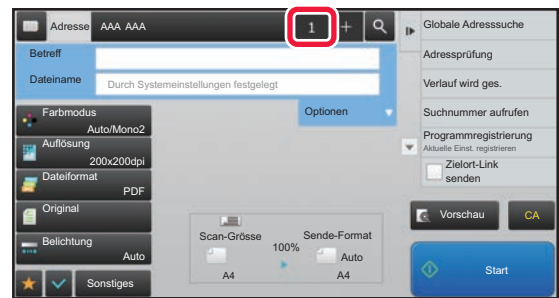 Adresse AAA AAA 1 +
Betreff
Dateiname Durch Systemeinstellungen festgelegt
Optionen
Farbmodus
Auto/Mono2
Auflösung
200x200dpi
Dateiformat
PDF
Original
Belichtung
Auto
Sonstiges
Scan-Grösse
A4
100%
Sende-Format
Auto
A4
Globale Adresssuche
Adressprüfung
Verlauf wird ges.
Suchnummer aufrufen
Programmregistrierung
Aktuelle Einst. registrieren
Zielort-Link
senden
Vorschau
CA
Start